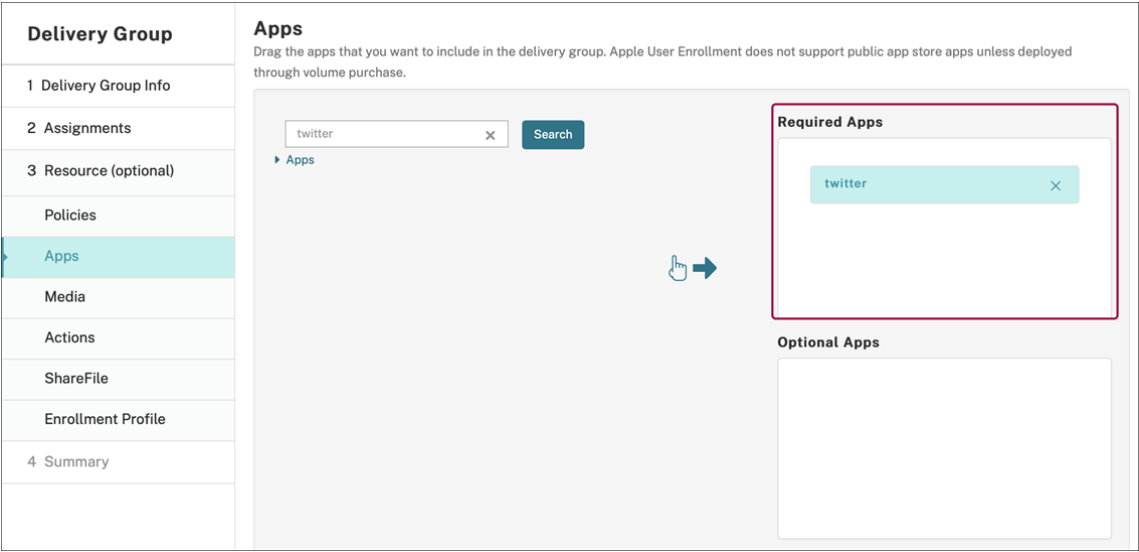 Delivery Group
1 Delivery Group Info
2 Assignments
3 Resource (optional)
Policies
Apps
Media
Actions
ShareFile
Enrollment Profile
4 Summary
Apps
Drag the apps that you want to include in the delivery group. Apple User Enrollment does not support public app store apps unless deployed
through volume purchase.
twitter
Search
Apps
Required Apps
twitter
Optional Apps